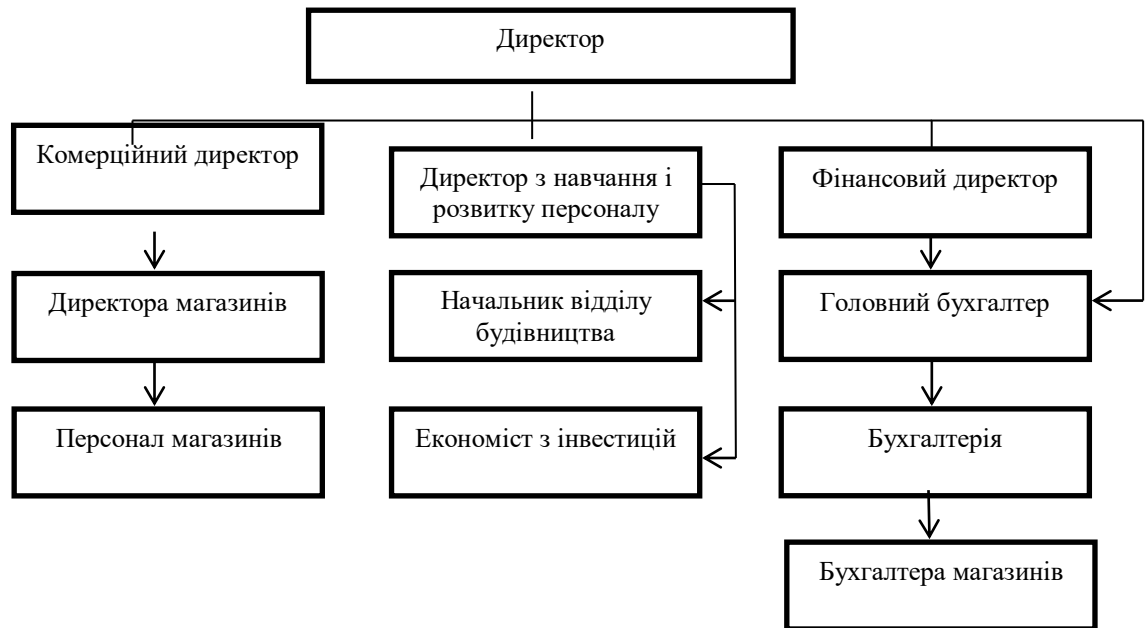 Директор
Комерційний директор
Директор з навчання і
розвитку персоналу
Фінансовий директор
Директора магазинів
Начальник відділу
будівництва
Головний бухгалтер
Персонал магазинів
Економіст з інвестицій
Бухгалтерія
Бухгалтера магазинів